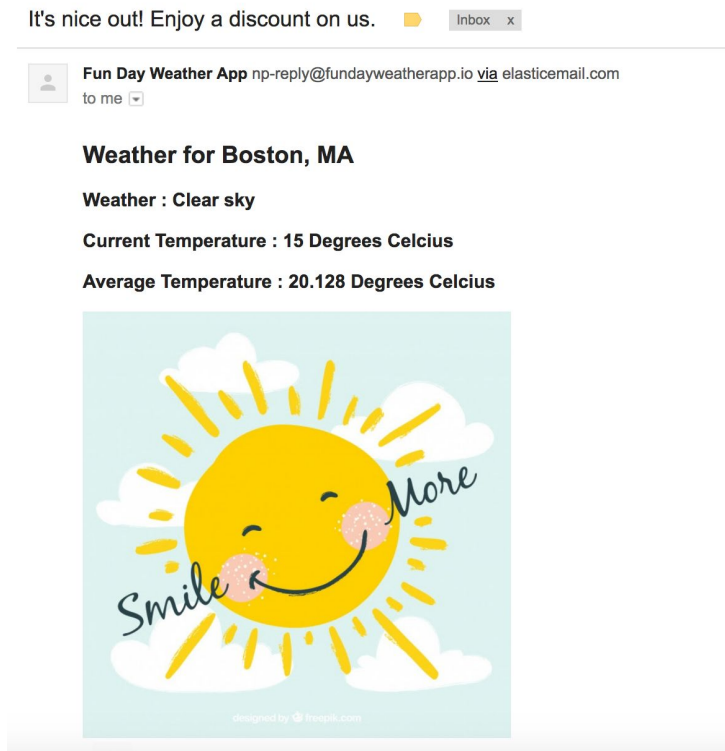 It's nice out! Enjoy a discount on us. Inbox x
Fun Day Weather App np-reply@fundayweatherapp.io via elasticemail.com
to me
Weather for Boston, MA
Weather : Clear sky
Current Temperature : 15 Degrees Celcius
Average Temperature : 20.128 Degrees Celcius
Smile More
designed by freepik.com